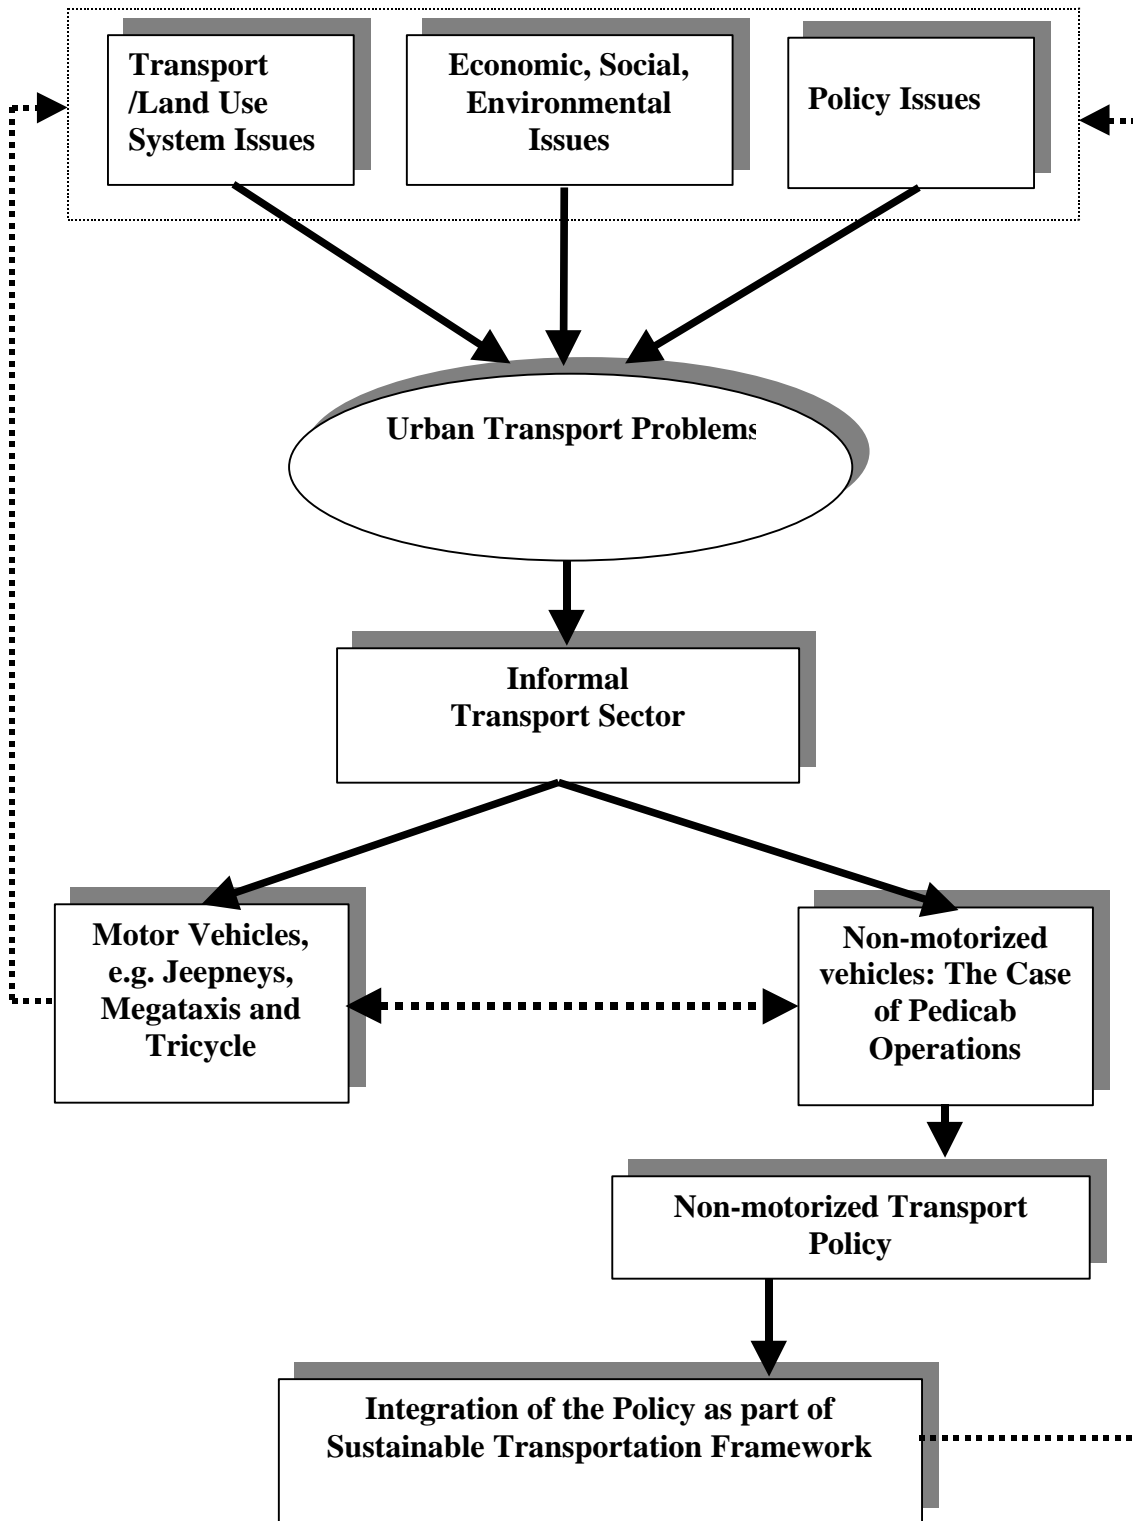 Transport
/Land Use
System Issues
Economic, Social,
Environmental
Issues
Policy Issues
Urban Transport Problems
Informal
Transport Sector
Motor Vehicles,
e.g. Jeepneys,
Megataxis and
Tricycle
Non-motorized
vehicles: The Case
of Pedicab
Operations
Non-motorized Transport
Policy
Integration of the Policy as part of
Sustainable Transportation Framework